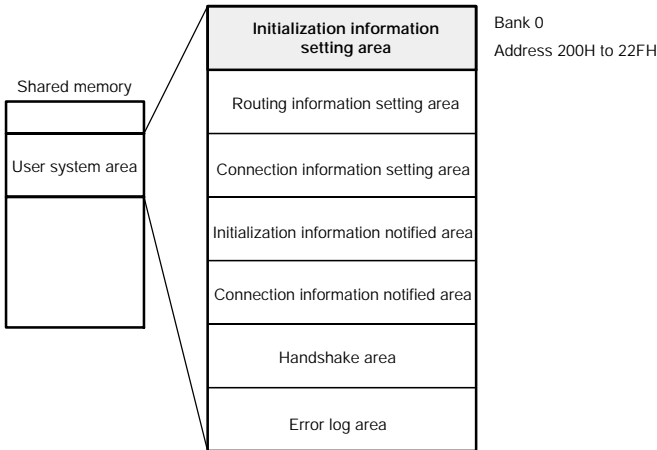 Initialization information
setting area
Bank 0
Address 200H to 22FH
Shared memory
Routing information setting area
User system area
Connection information setting area
Initialization information notified area
Connection information notified area
Handshake area
Error log area